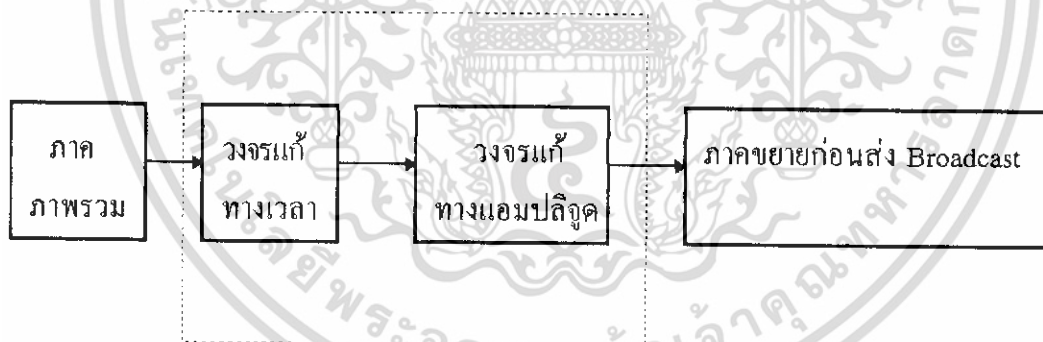 ภาค
ภาพรวม
วงจรแก้
ทางเวลา
วงจรแก้
ทางแอมปลิจูด
ภาคขยายก่อนส่ง Broadcast